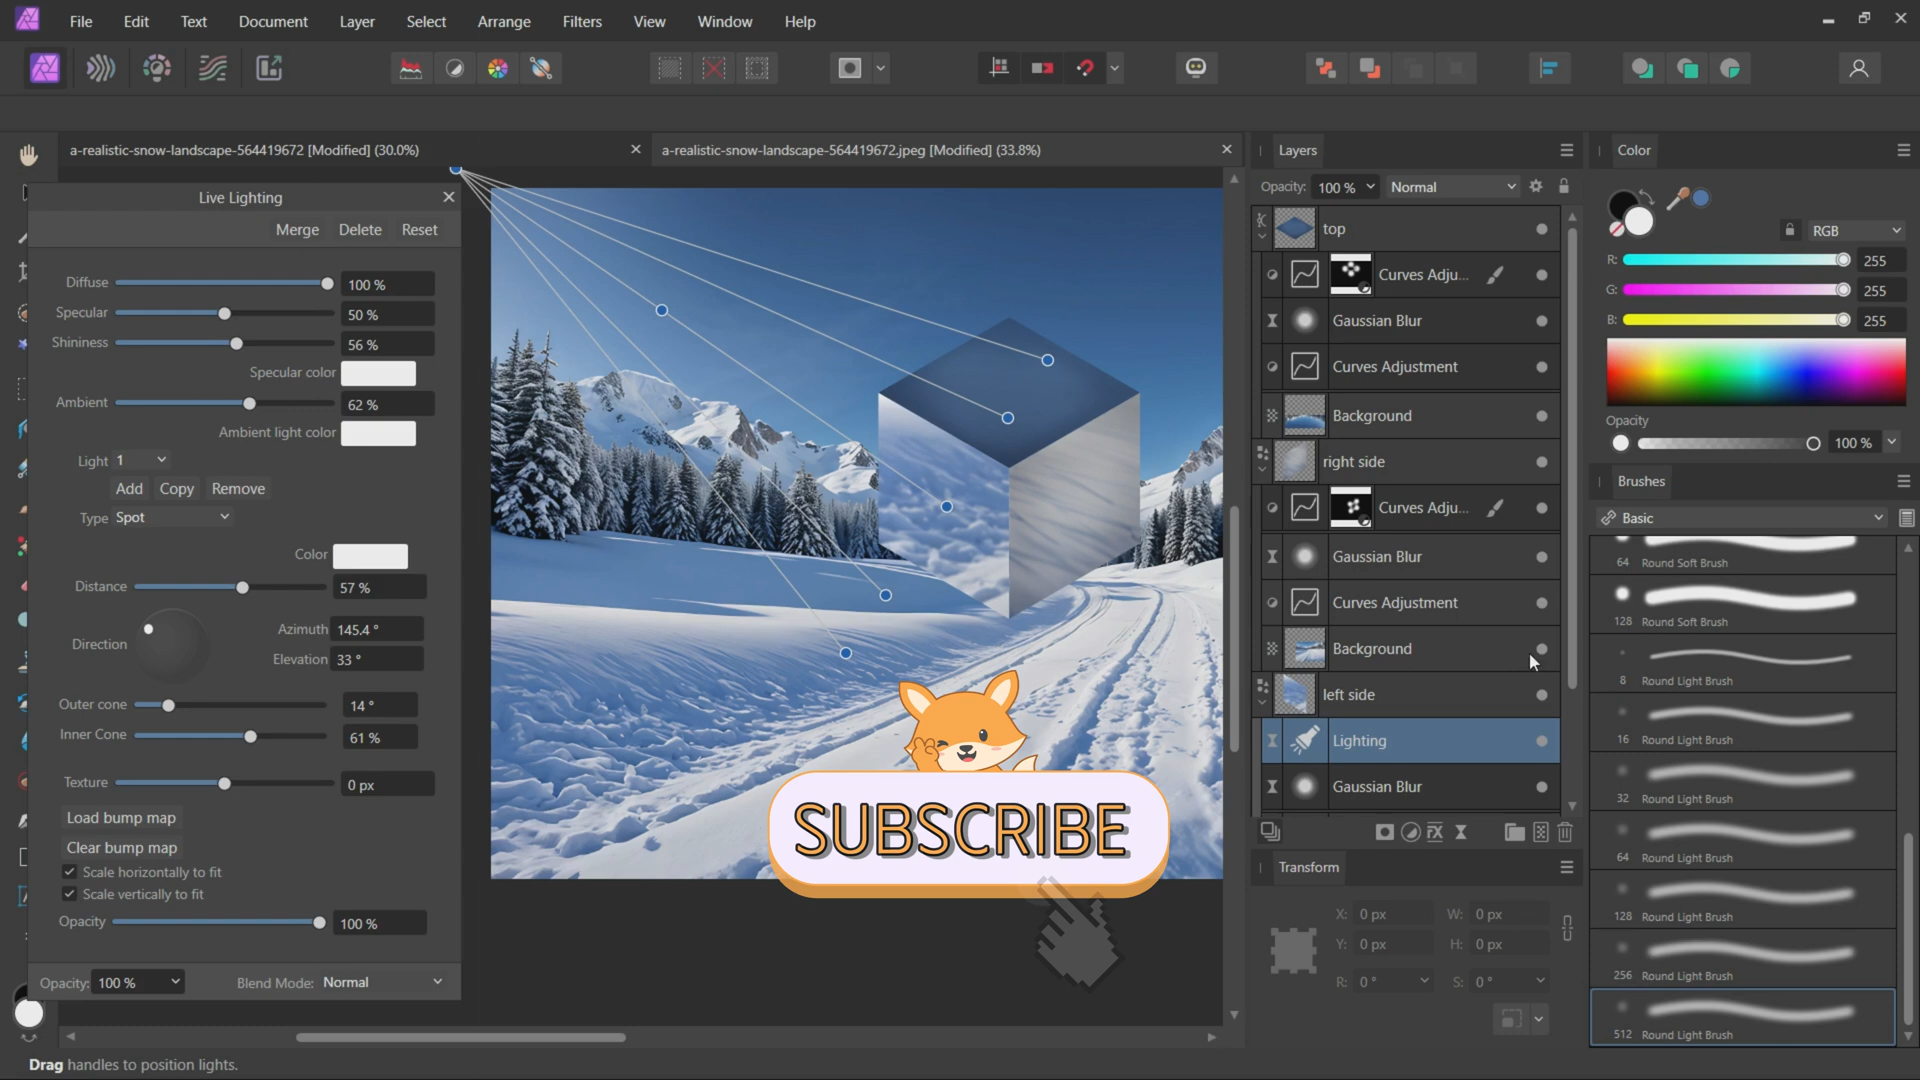 File Edit Text Document Layer Select Arrange Filters View Window Help
a-realistic-snow-landscape-564419672 [Modified] (30.0%)
a-realistic-snow-landscape-564419672.jpeg [Modified] (33.8%)
Live Lighting
Merge Delete Reset
Diffuse 100 %
Specular 50 %
Shininess 56 %
Specular color
Ambient 62 %
Ambient light color
Light 1
Add Copy Remove
Type Spot
Color
Distance 57 %
Direction
Azimuth 145.4 °
Elevation 33 °
Outer cone 14 °
Inner Cone 61 %
Texture 0 px
Load bump map
Clear bump map
Scale horizontally to fit
Scale vertically to fit
Opacity 100 %
Opacity: 100 % Blend Mode: Normal
Drag handles to position lights.
SUBSCRIBE
Layers
Opacity: 100 % Normal
top
Curves Adju...
Gaussian Blur
Curves Adjustment
Background
right side
Curves Adju...
Gaussian Blur
Curves Adjustment
Background
left side
Lighting
Gaussian Blur
FX
Transform
X: 0 px W: 0 px
Y: 0 px H: 0 px
R: 0 ° S: 0 °
Color
RGB
R: 255
G: 255
B: 255
Opacity
100 %
Brushes
Basic
64 Round Soft Brush
128 Round Soft Brush
8 Round Light Brush
16 Round Light Brush
32 Round Light Brush
64 Round Light Brush
128 Round Light Brush
256 Round Light Brush
512 Round Light Brush